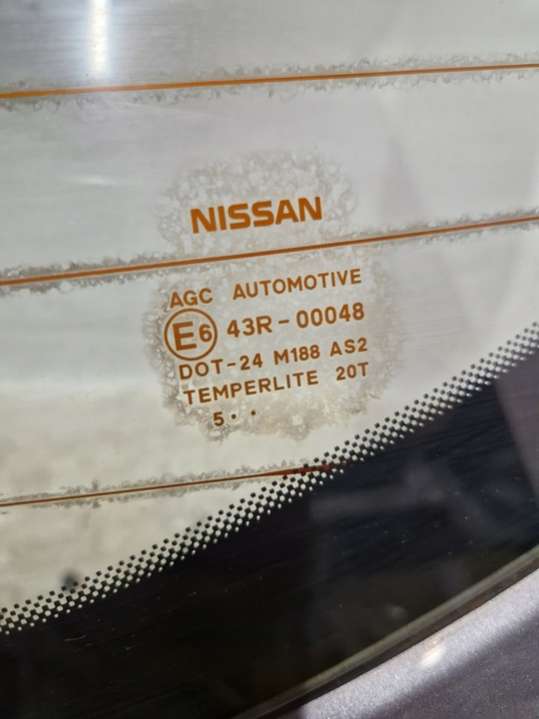 NISSAN
AGC AUTOMOTIVE
E6 43R-00048
DOT-24 M188 AS2
TEMPERLITE 20T
5··